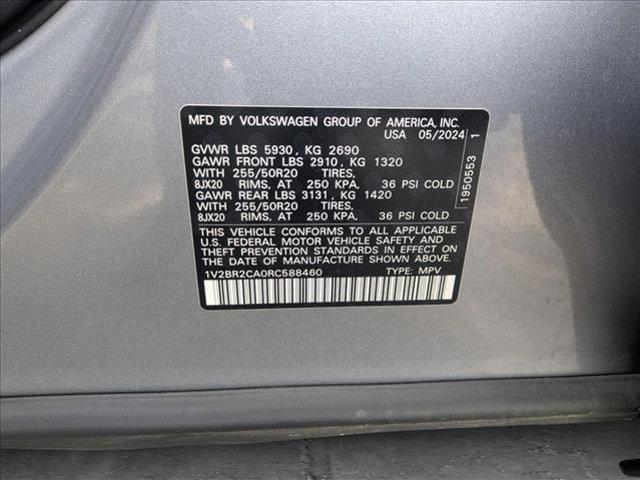 MFD BY VOLKSWAGEN GROUP OF AMERICA, INC.
USA 05/2024
GVWR LBS 5930, KG 2690
GAWR FRONT LBS 2910, KG 1320
WITH 255/50R20 TIRES,
8JX20 RIMS, AT 250 KPA, 36 PSI COLD
GAWR REAR LBS 3131, KG 1420
WITH 255/50R20 TIRES,
8JX20 RIMS, AT 250 KPA, 36 PSI COLD
THIS VEHICLE CONFORMS TO ALL APPLICABLE
U.S. FEDERAL MOTOR VEHICLE SAFETY AND
THEFT PREVENTION STANDARDS IN EFFECT ON
THE DATE OF MANUFACTURE SHOWN ABOVE.
1V2BR2CA0RC588460 TYPE: MPV
1950553 1